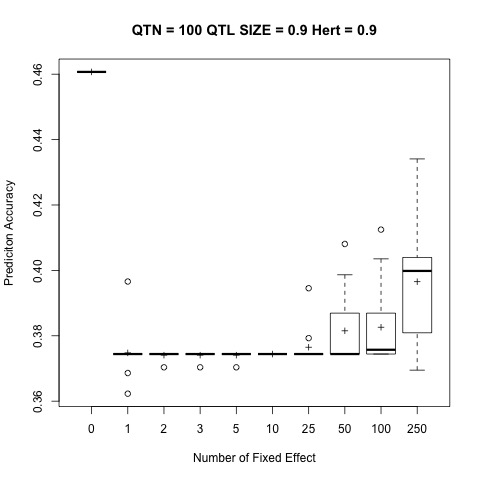 QTN = 100 QTL SIZE = 0.9 Hert = 0.9
0.46
0.44
0.42
0.40
0.38
0.36
Prediciton Accuracy
0 1 2 3 5 10 25 50 100 250
Number of Fixed Effect